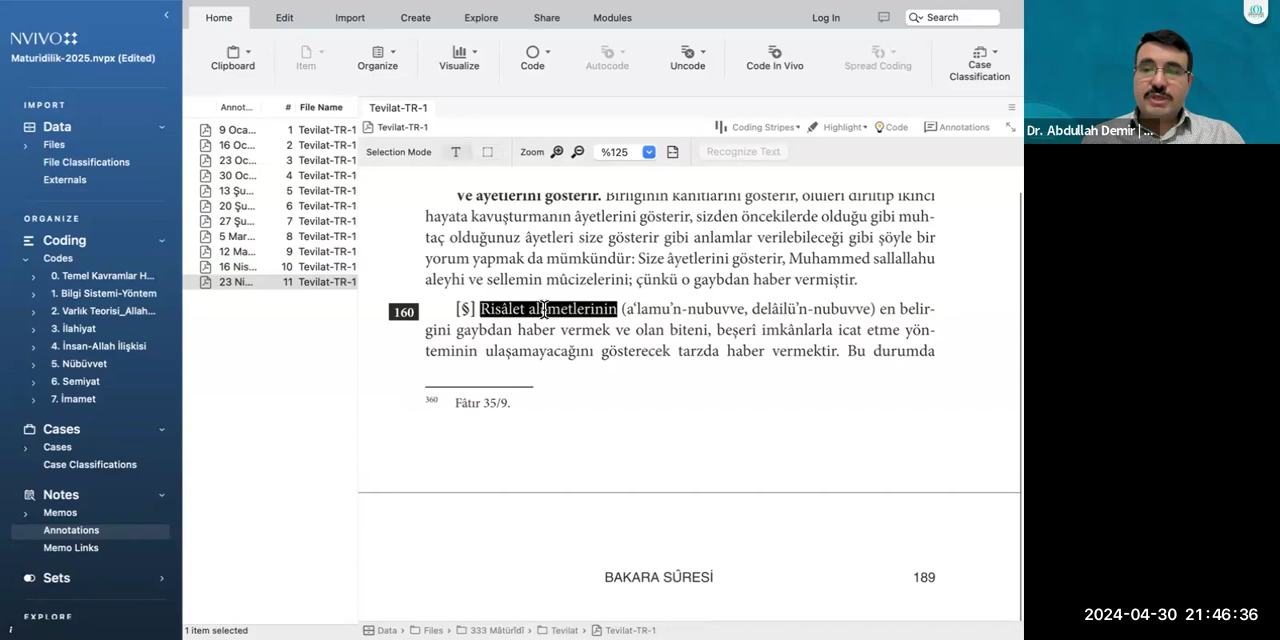 Home Edit Import Create Explore Share Modules Log In Search
NVIVO
Maturidilik-2025.nvpx (Edited)
Clipboard Item Organize Visualize Code Autocode Uncode Code In Vivo Spread Coding Case Classification
IMPORT
Data
Files
File Classifications
Externals
ORGANIZE
Coding
Codes
0. Temel Kavramlar H...
1. Bilgi Sistemi-Yöntem
2. Varlık Teorisi_Allah...
3. İlahiyat
4. İnsan-Allah İlişkisi
5. Nübüvvet
6. Semiyat
7. İmamet
Cases
Cases
Case Classifications
Notes
Memos
Annotations
Memo Links
Sets
EXPLORE
Annot... # File Name
9 Oca... 1 Tevilat-TR-1
16 Oc... 2 Tevilat-TR-1
23 Oc... 3 Tevilat-TR-1
30 Oc... 4 Tevilat-TR-1
13 Şu... 5 Tevilat-TR-1
20 Şu... 6 Tevilat-TR-1
27 Şu... 7 Tevilat-TR-1
5 Mar... 8 Tevilat-TR-1
12 Ma... 9 Tevilat-TR-1
16 Nis... 10 Tevilat-TR-1
23 Ni... 11 Tevilat-TR-1
1 item selected
Tevilat-TR-1
Tevilat-TR-1 Coding Stripes Highlight Code Annotations
Selection Mode T Zoom %125 Recognize Text
Ve âyetlerini gösterir. Birliğinin kanıtlarını gösterir, ölüleri diriltip ikinci
hayata kavuşturmanın âyetlerini gösterir, sizden öncekilerde olduğu gibi muh-
taç olduğunuz âyetleri size gösterir gibi anlamlar verilebileceği gibi şöyle bir
yorum yapmak da mümkündür: Size âyetlerini gösterir, Muhammed sallallahu
aleyhi ve sellemin mûcizelerini; çünkü o gaybdan haber vermiştir.
160 [§] Risâlet alâmetlerinin (a‘lamu’n-nubuvve, delâilü’n-nubuvve) en belir-
gini gaybdan haber vermek ve olan biteni, beşerî imkânlarla icat etme yön-
teminin ulaşamayacağını gösterecek tarzda haber vermektir. Bu durumda
360 Fâtır 35/9.
BAKARA SÛRESİ 189
Data Files 333 Mâtürîdî Tevilat Tevilat-TR-1
Dr. Abdullah Demir | ...
2024-04-30 21:46:36